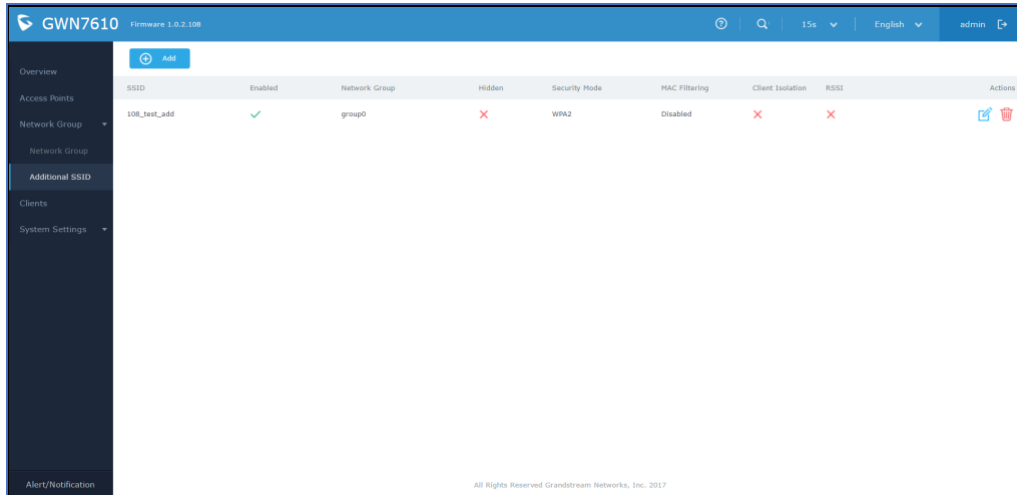 GWN7610 Firmware 1.0.2.108 15s English admin
Add
Overview
Access Points
Network Group
Network Group
Additional SSID
Clients
System Settings
Alert/Notification
SSID Enabled Network Group Hidden Security Mode MAC Filtering Client Isolation RSSI Actions
108_test_add group0 WPA2 Disabled
All Rights Reserved Grandstream Networks, Inc. 2017